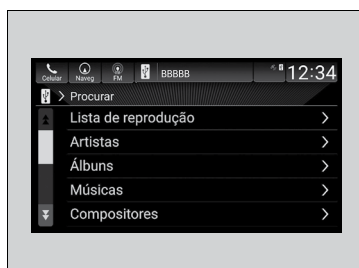 Celular Naveg FM BBBBB 12:34
Procurar
Lista de reprodução
Artistas
Álbuns
Músicas
Compositores